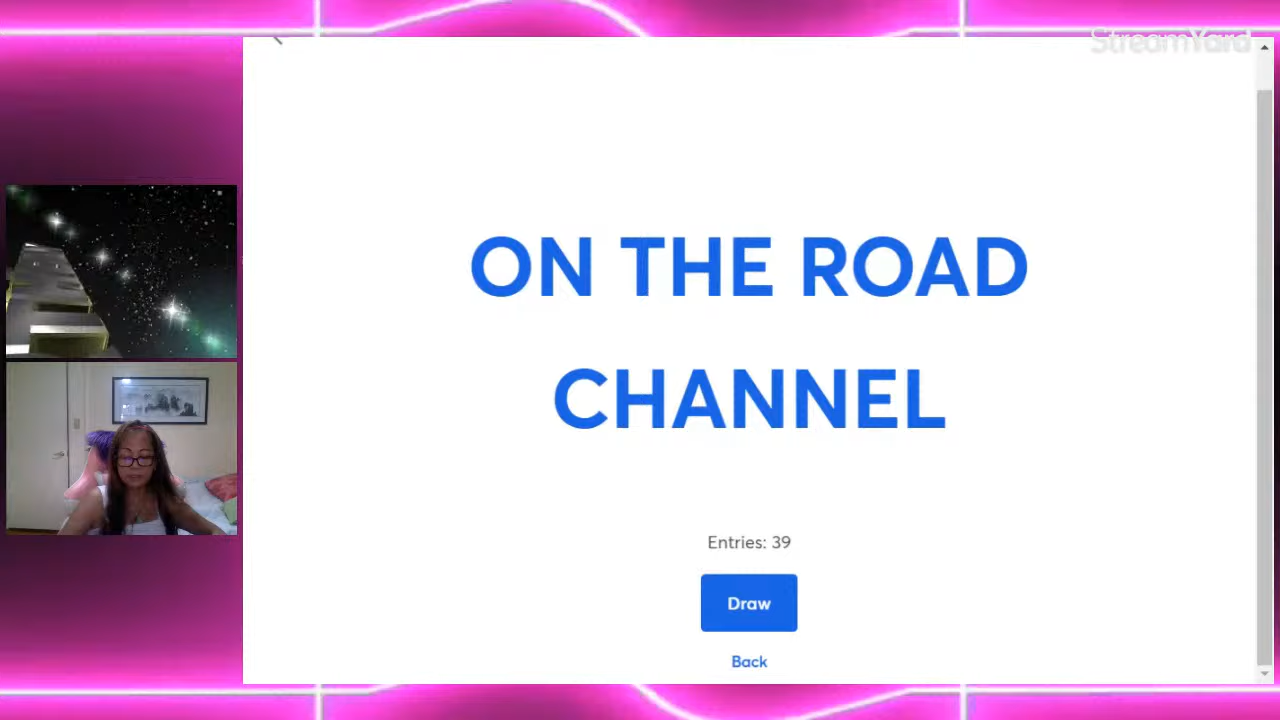 StreamYard
ON THE ROAD
CHANNEL
Entries: 39
Draw
Back